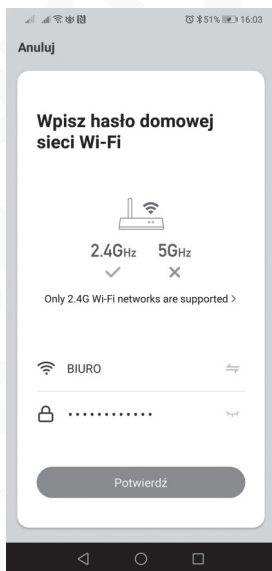 51% 16:03
Anuluj
Wpisz hasło domowej
sieci Wi-Fi
2.4GHz 5GHz
Only 2.4G Wi-Fi networks are supported >
BIURO
Potwierdź